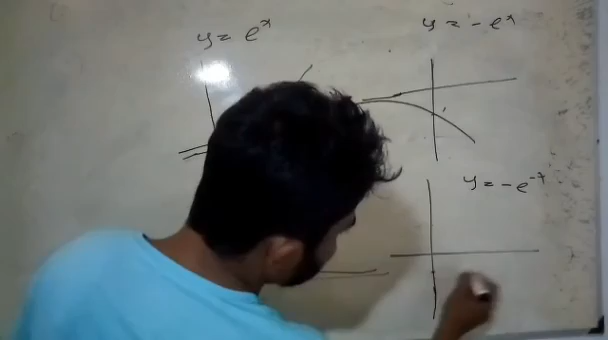 y = e^x
y = -e^x
y = -e^-x